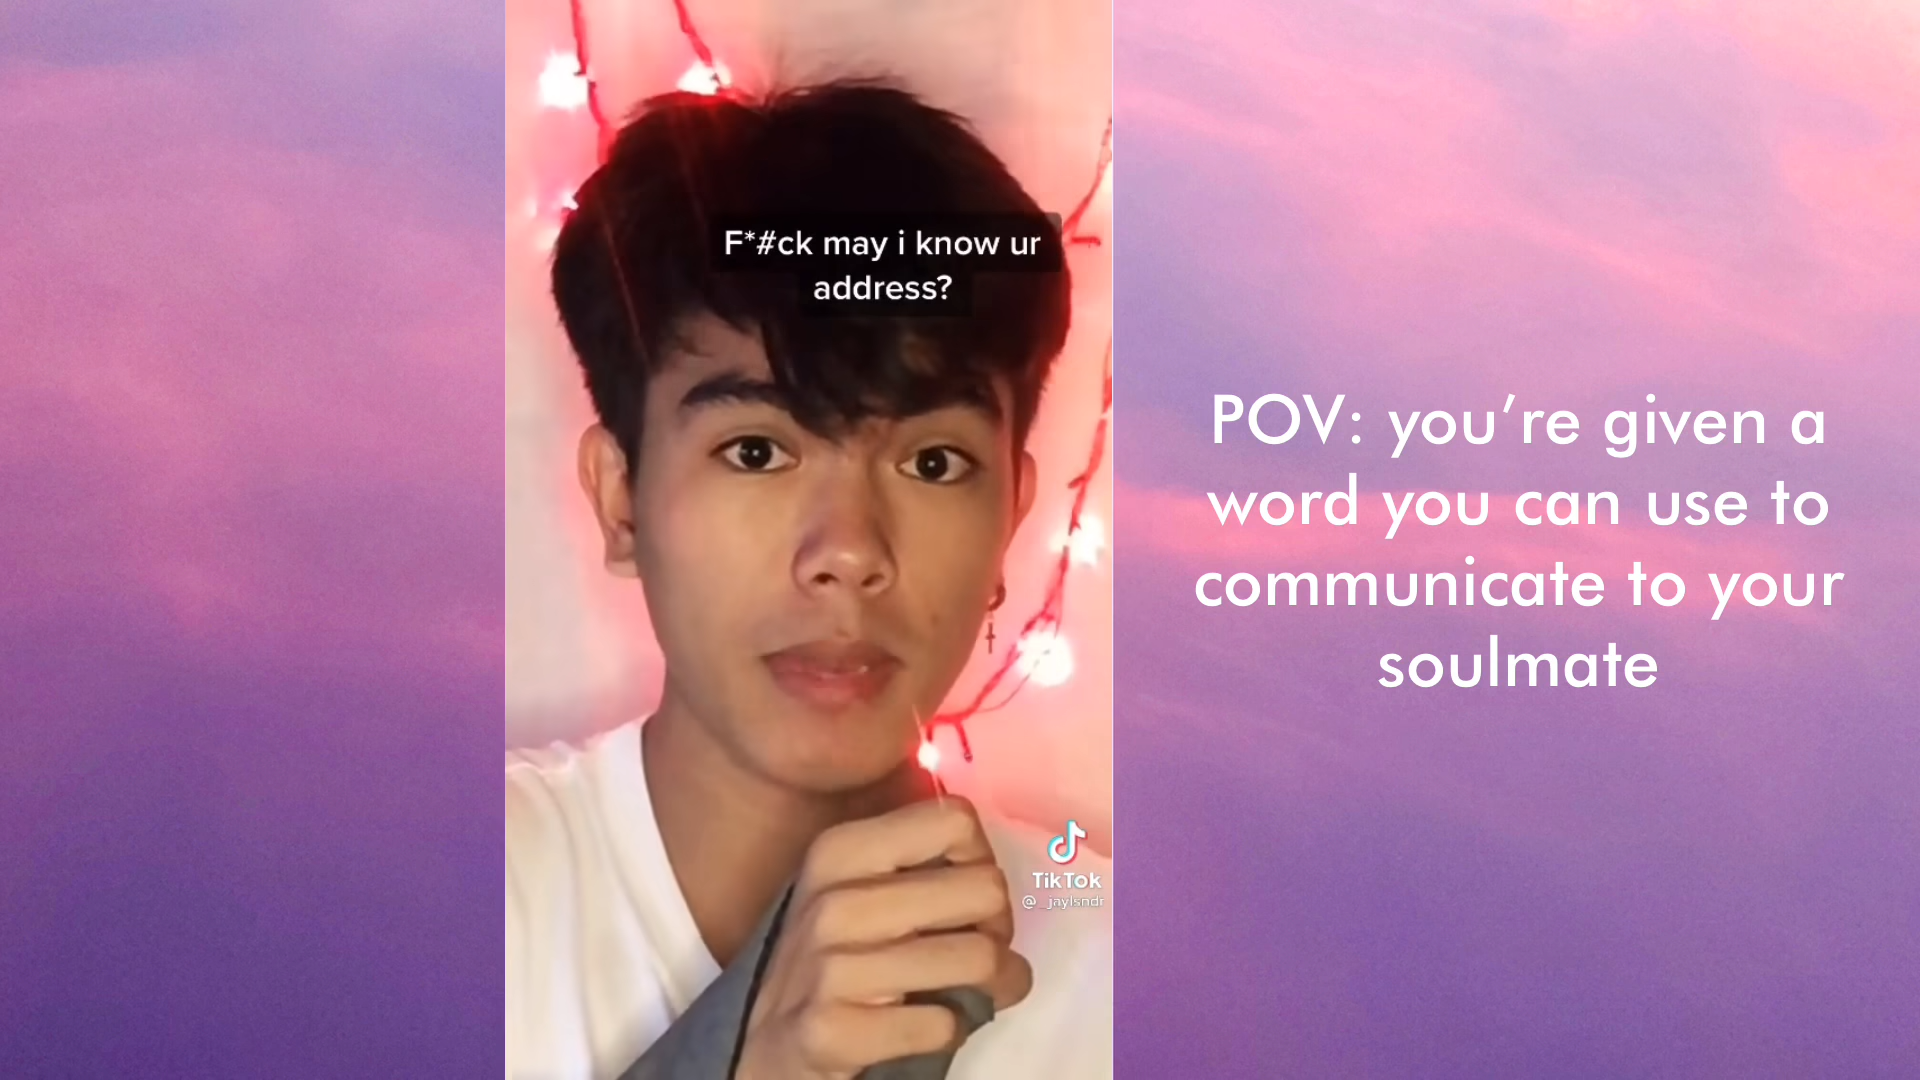 F*#ck may i know ur
address?
POV: you’re given a
word you can use to
communicate to your
soulmate
TikTok
@_jaylsndr